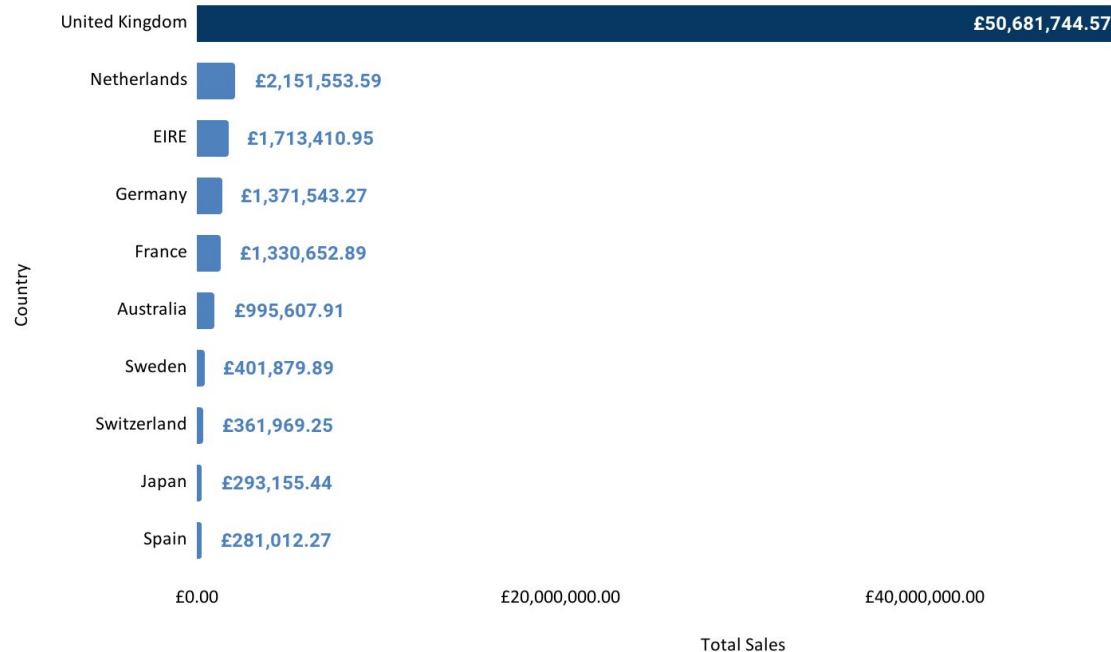 United Kingdom £50,681,744.57
Netherlands £2,151,553.59
EIRE £1,713,410.95
Germany £1,371,543.27
France £1,330,652.89
Australia £995,607.91
Sweden £401,879.89
Switzerland £361,969.25
Japan £293,155.44
Spain £281,012.27
Country
£0.00 £20,000,000.00 £40,000,000.00
Total Sales